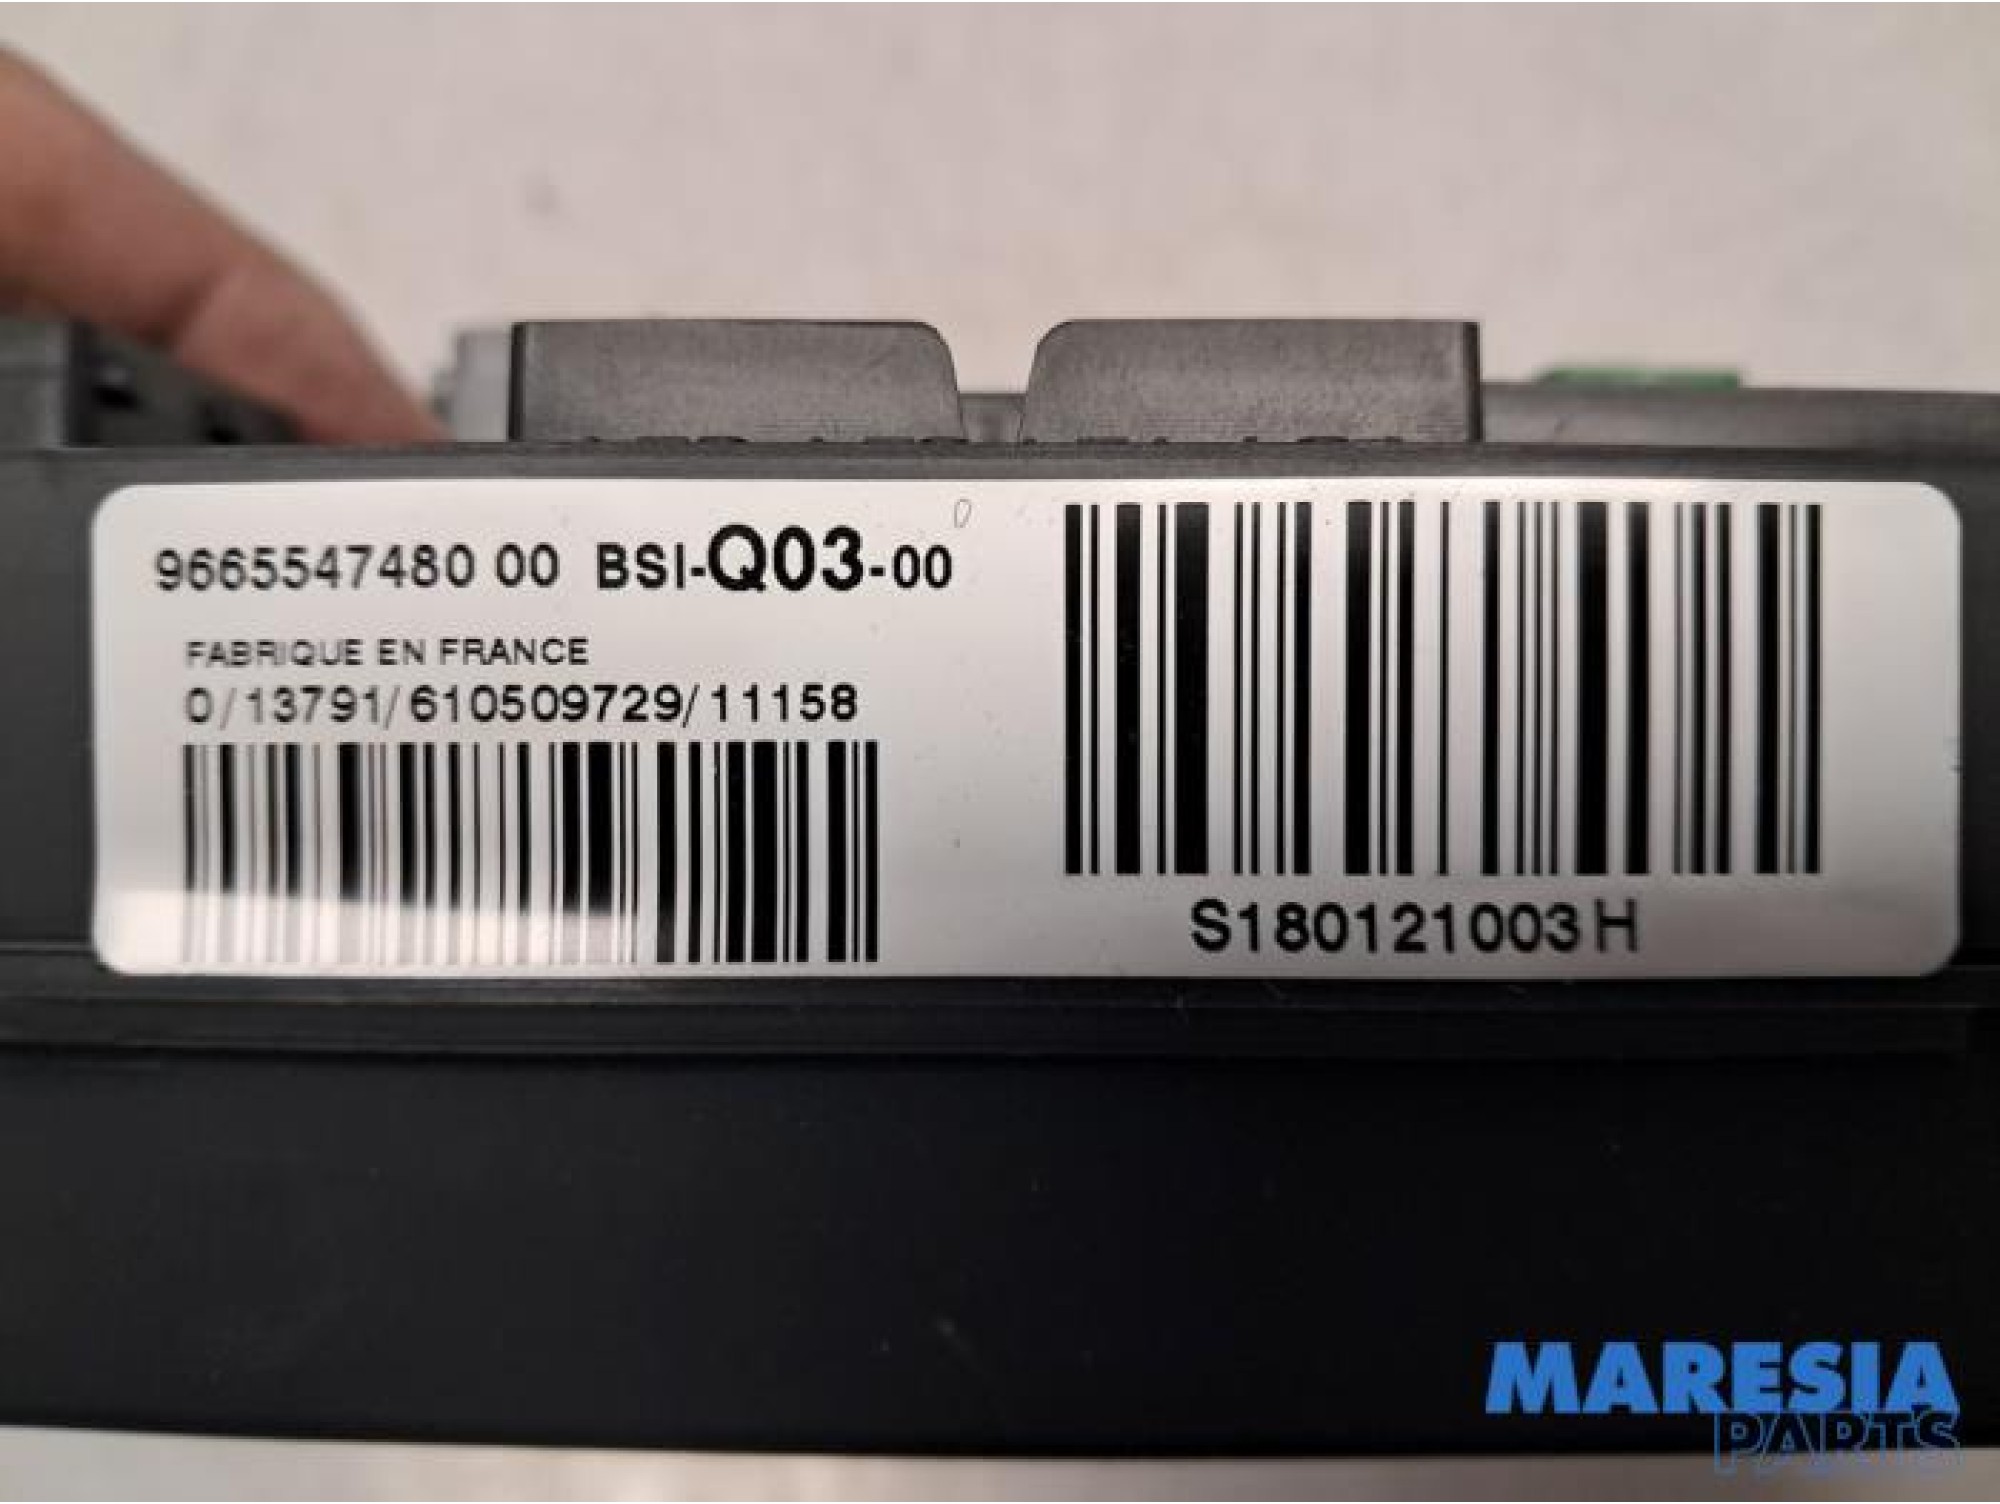 9665547480 00 BSI-Q03-00
FABRIQUE EN FRANCE
0/13791/610509729/11158
S180121003H
MARESIA
PARTS